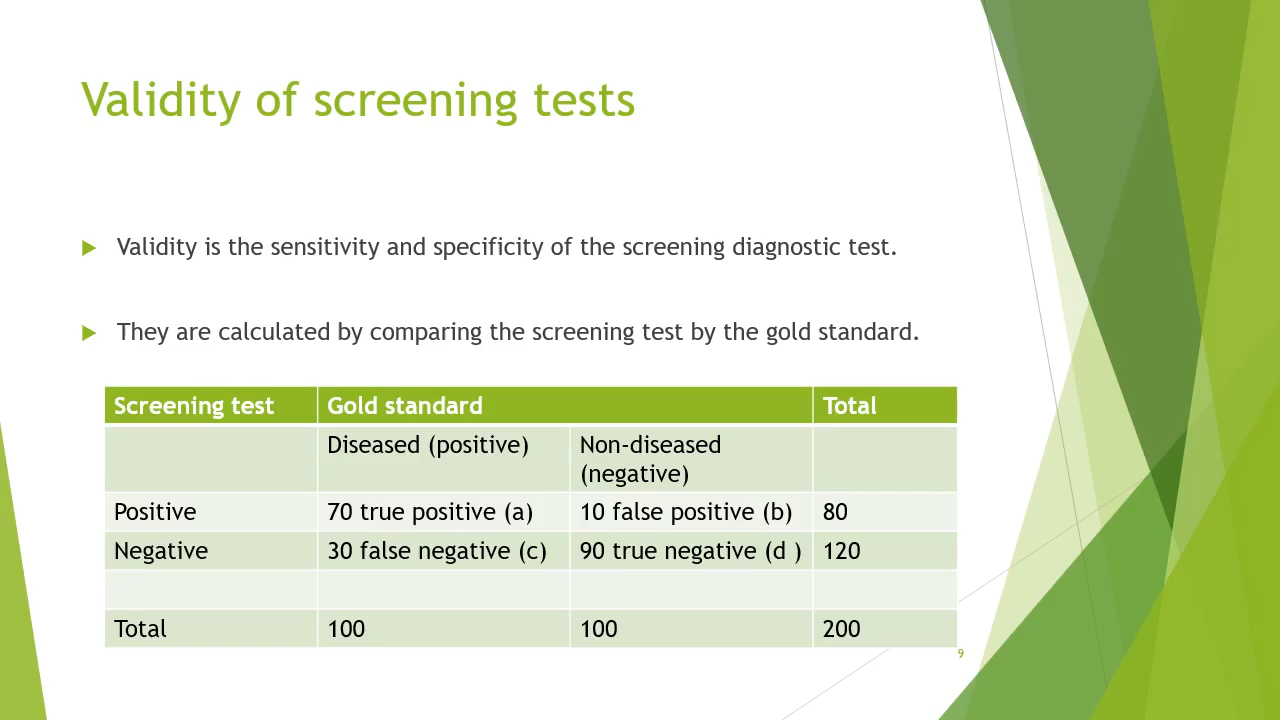 Validity of screening tests
Validity is the sensitivity and specificity of the screening diagnostic test.
They are calculated by comparing the screening test by the gold standard.
Screening test Gold standard Total
Diseased (positive) Non-diseased
(negative)
Positive 70 true positive (a) 10 false positive (b) 80
Negative 30 false negative (c) 90 true negative (d ) 120
Total 100 100 200
9